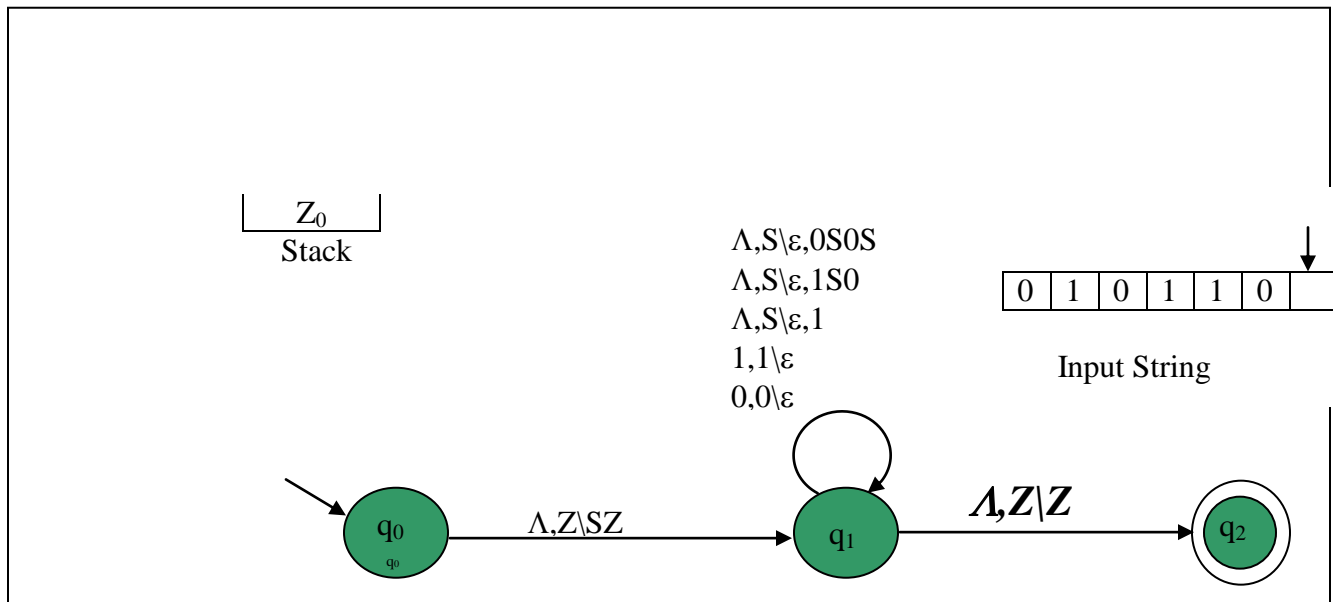 Z₀
Stack
Λ,S\ε,0S0S
Λ,S\ε,1S0
Λ,S\ε,1
1,1\ε
0,0\ε
0 1 0 1 1 0
Input String
q₀
q₀
Λ,Z\SZ
q₁
Λ,Z\Z
q₂